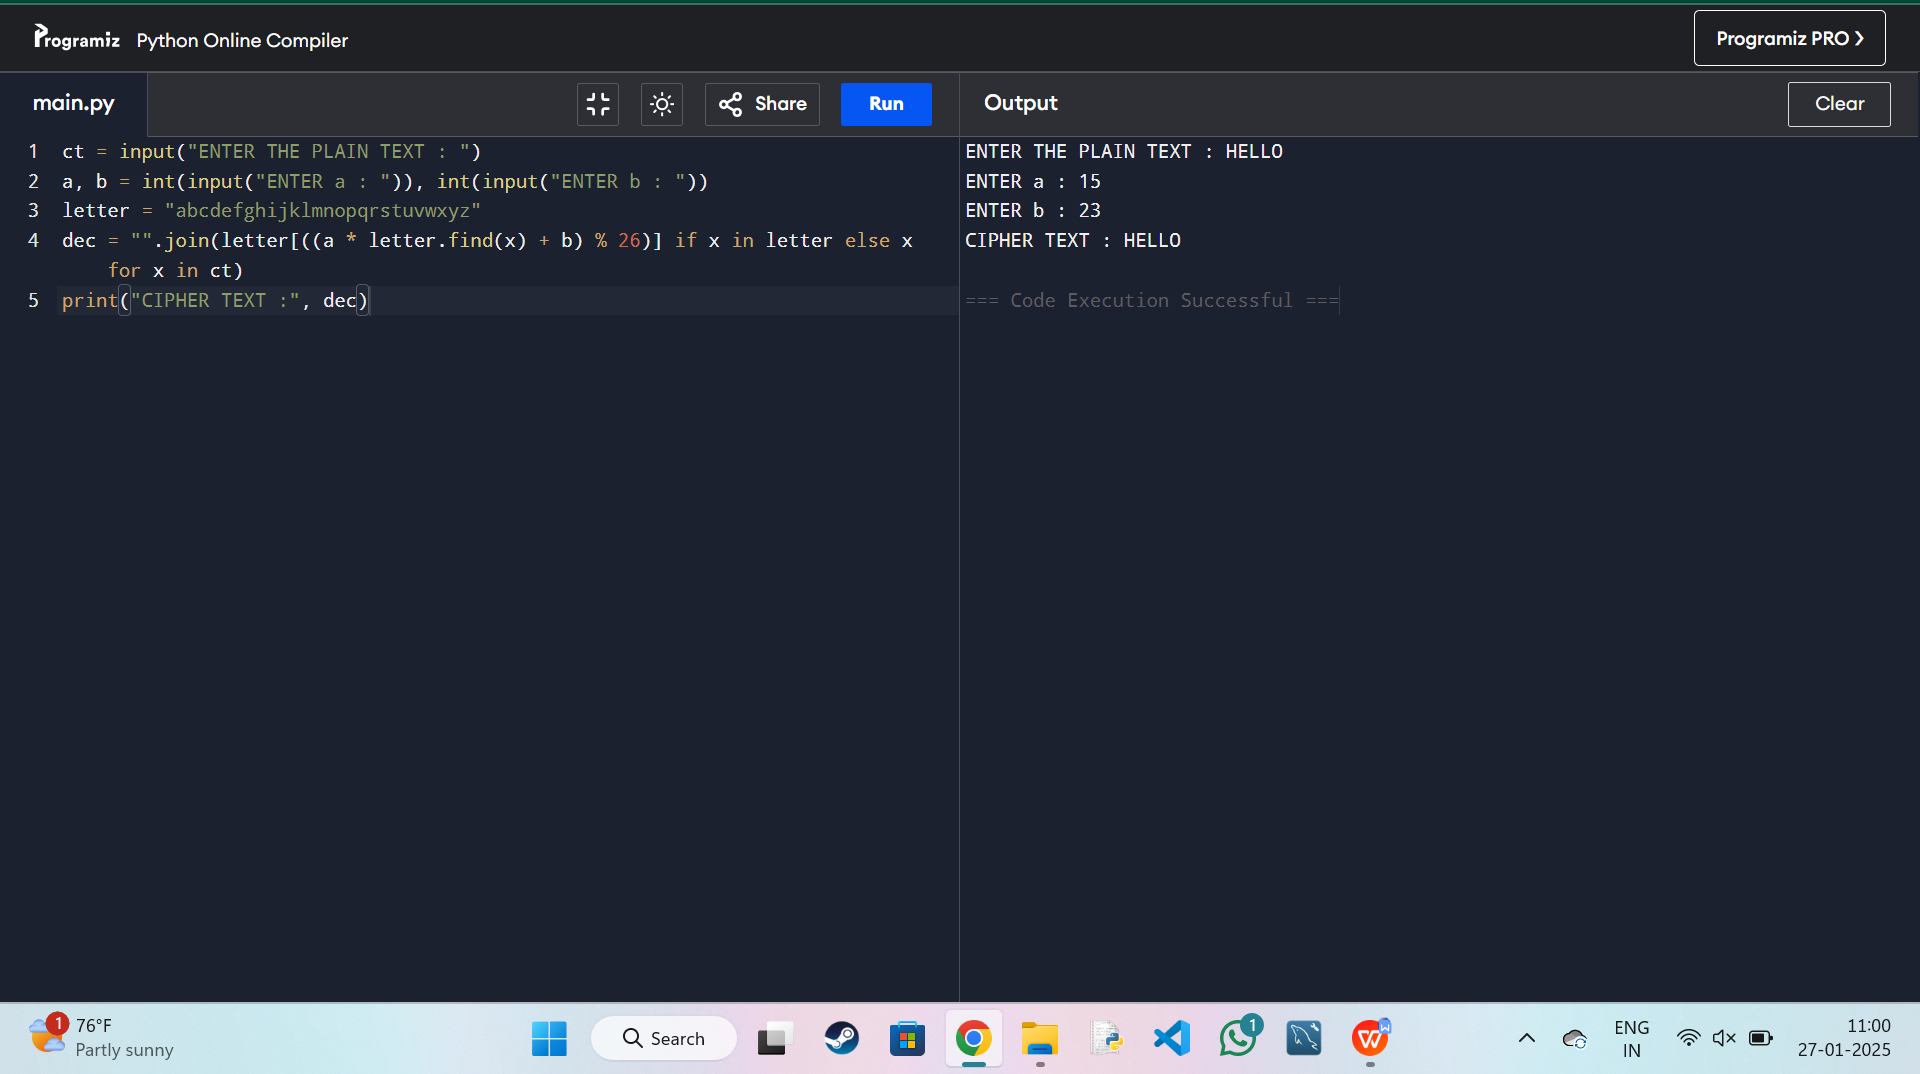 Programiz Python Online Compiler
Programiz PRO ❯
main.py
Share
Run
Output
Clear
1 ct = input("ENTER THE PLAIN TEXT : ")
2 a, b = int(input("ENTER a : ")), int(input("ENTER b : "))
3 letter = "abcdefghijklmnopqrstuvwxyz"
4 dec = "".join(letter[((a * letter.find(x) + b) % 26)] if x in letter else x
for x in ct)
5 print("CIPHER TEXT :", dec)
ENTER THE PLAIN TEXT : HELLO
ENTER a : 15
ENTER b : 23
CIPHER TEXT : HELLO
=== Code Execution Successful ===
1
76°F
Partly sunny
Search
1
W
W
ENG
IN
11:00
27-01-2025